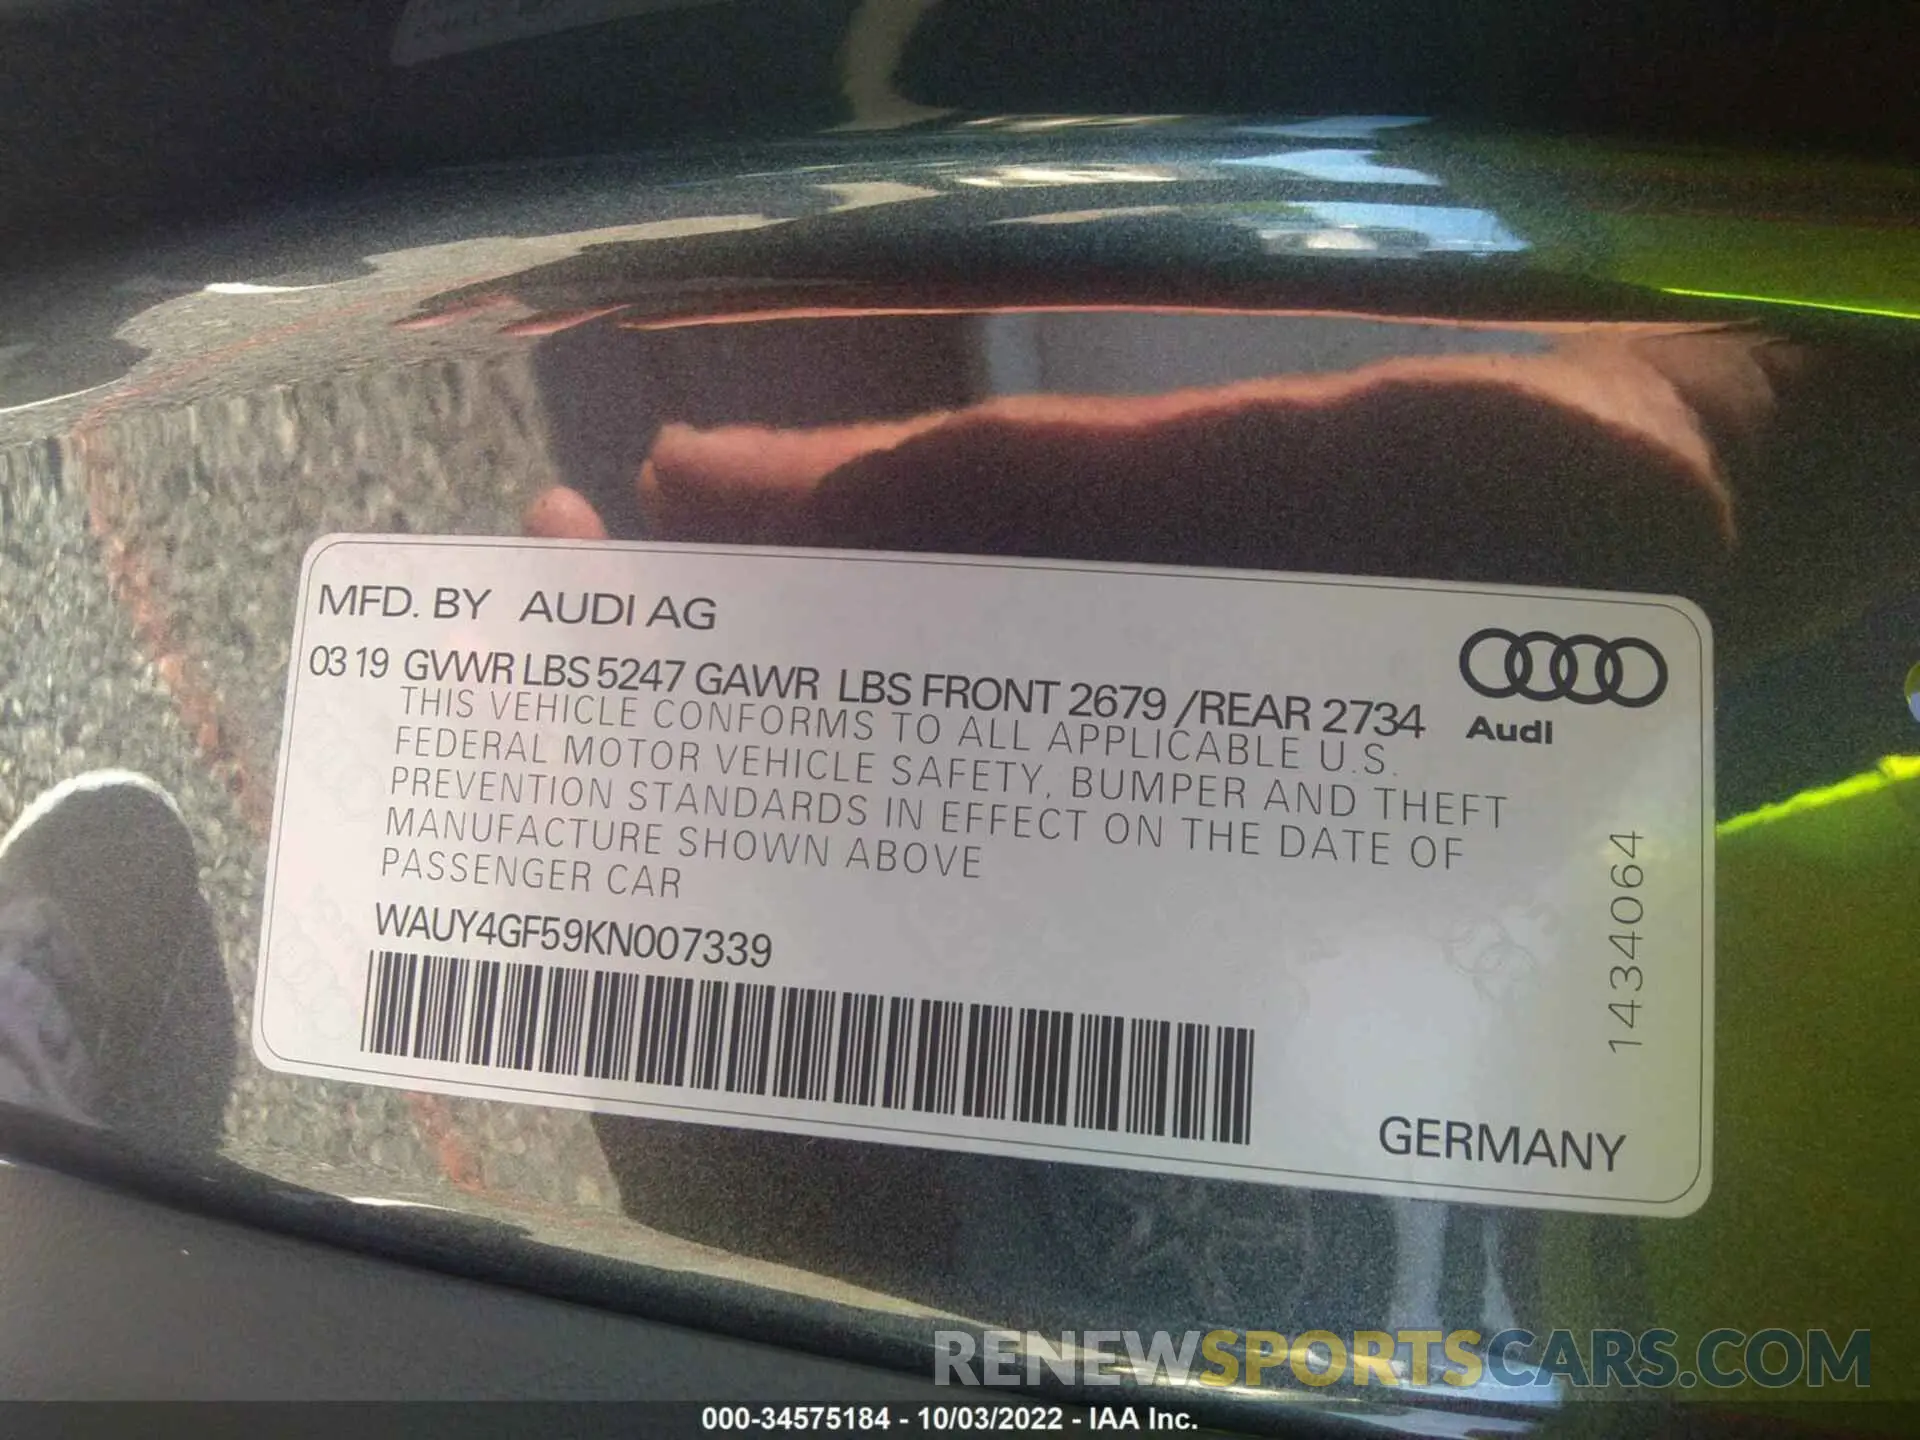 MFD. BY AUDI AG
03 19 GVWR LBS 5247 GAWR LBS FRONT 2679 /REAR 2734
THIS VEHICLE CONFORMS TO ALL APPLICABLE U.S.
FEDERAL MOTOR VEHICLE SAFETY, BUMPER AND THEFT
PREVENTION STANDARDS IN EFFECT ON THE DATE OF
MANUFACTURE SHOWN ABOVE
PASSENGER CAR
WAUY4GF59KN007339
Audi
1434064
GERMANY
RENEWSPORTSCARS.COM
000-34575184 - 10/03/2022 - IAA Inc.